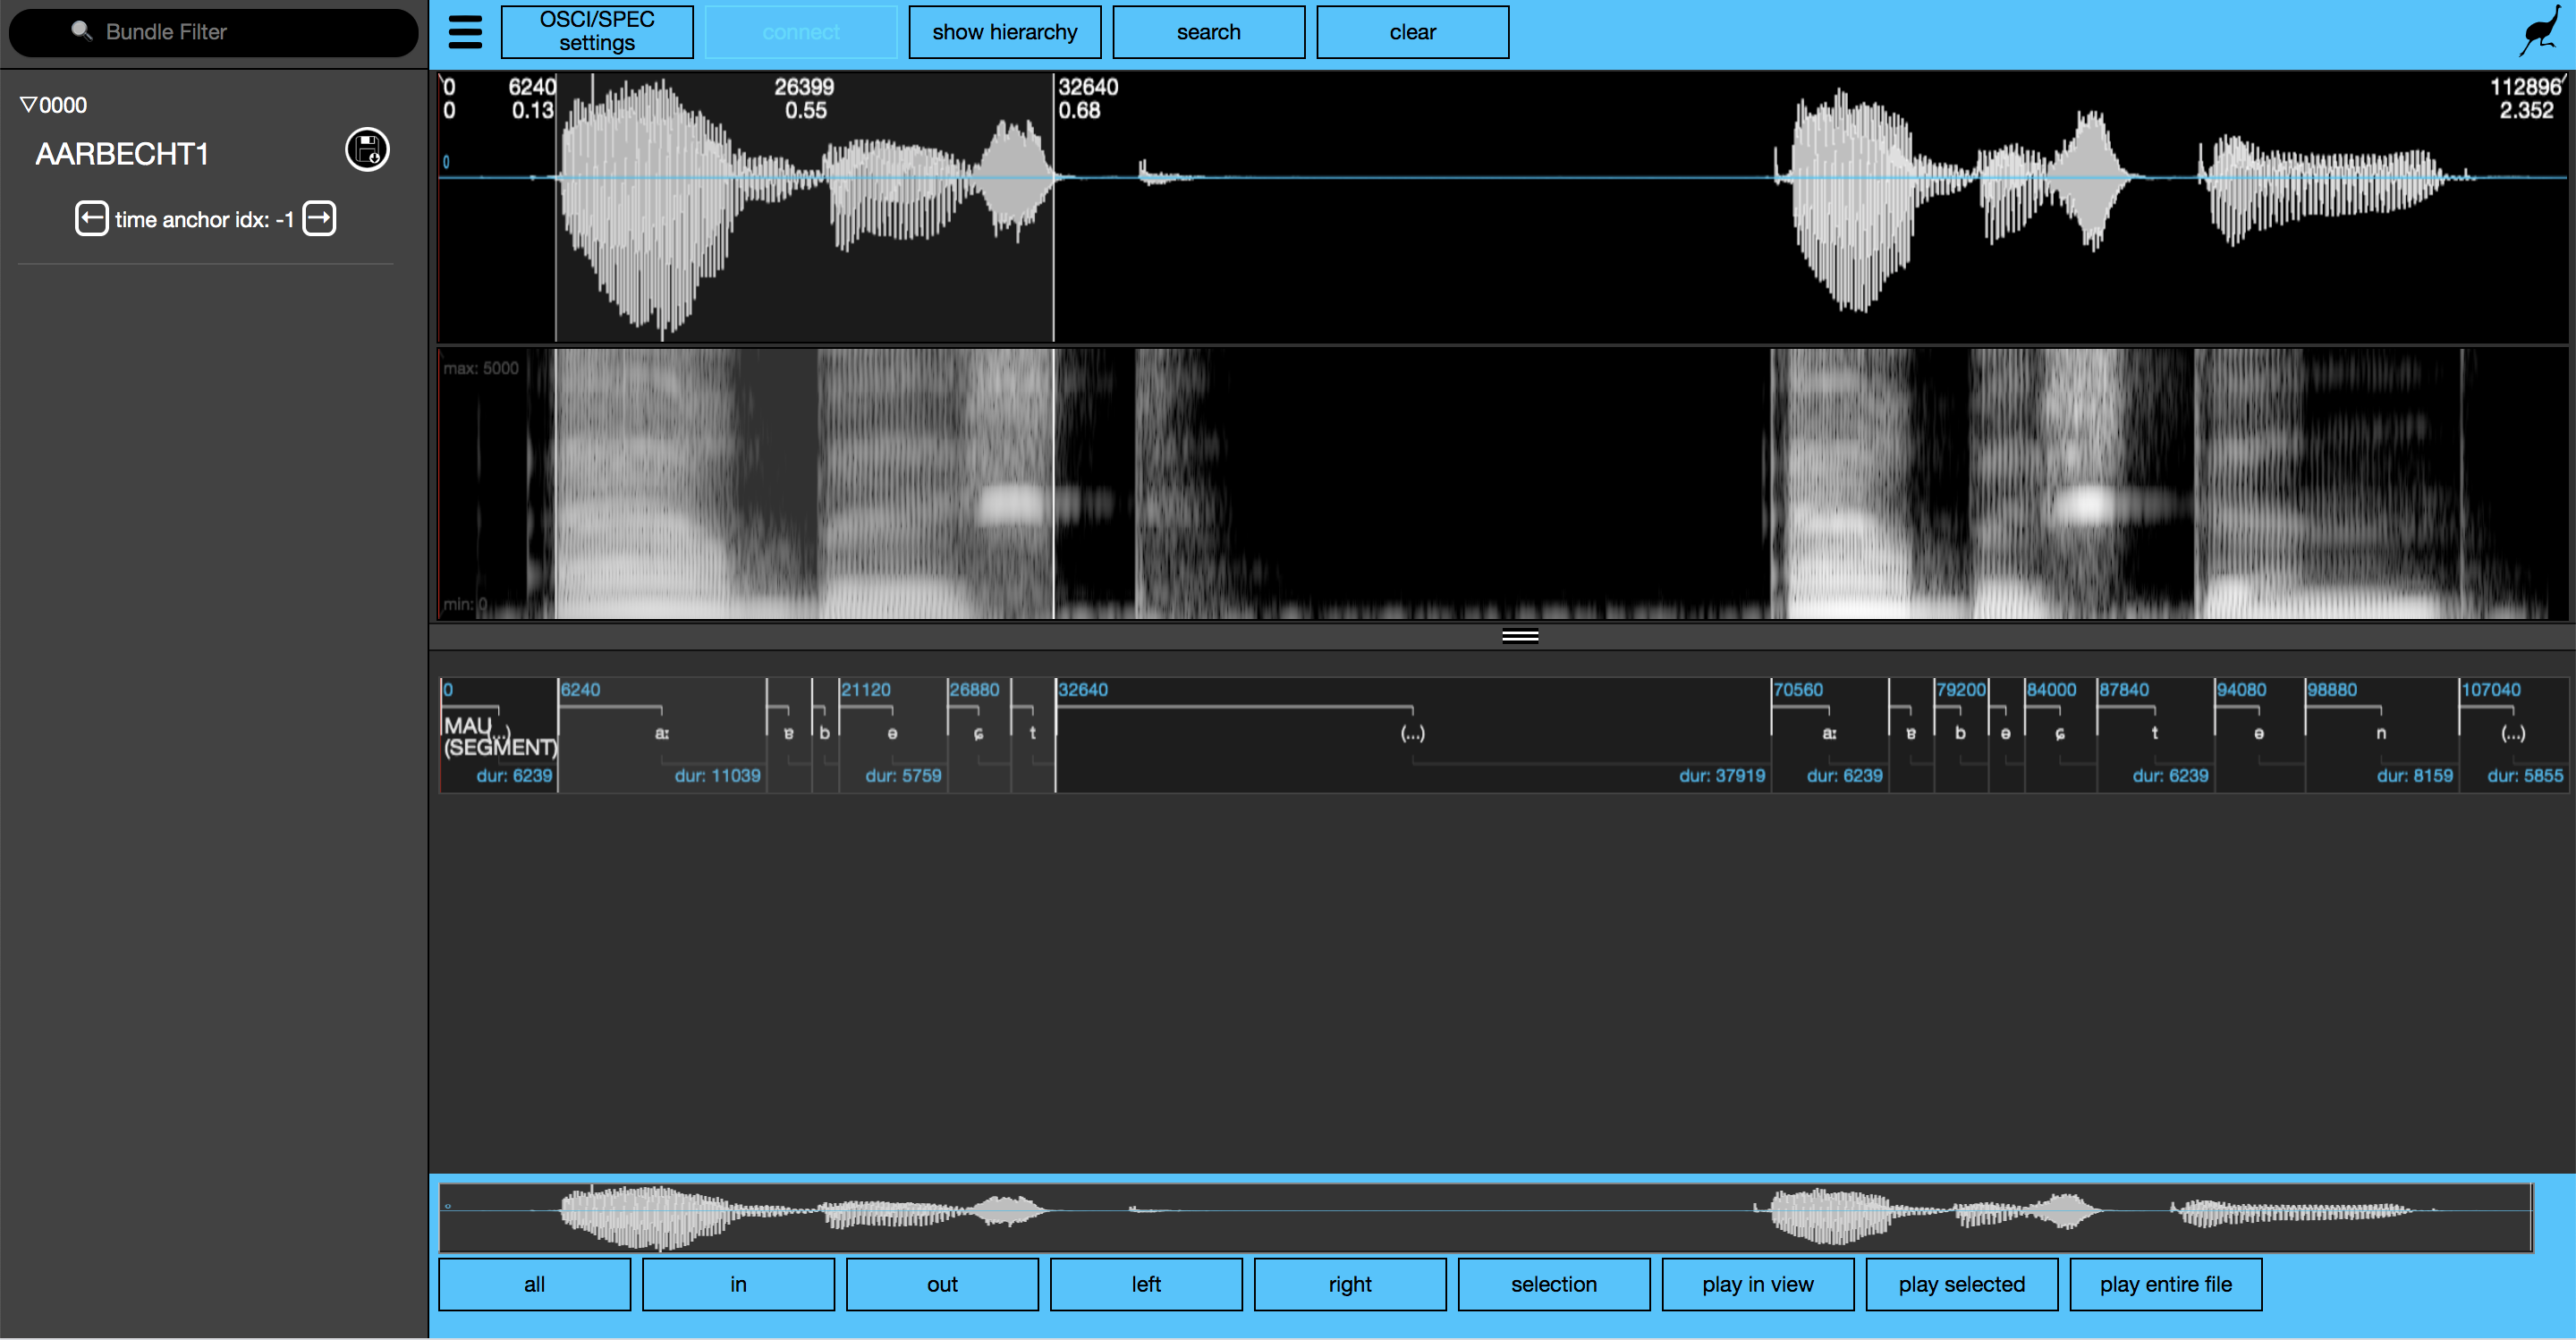 Bundle Filter
OSCI/SPEC
settings
connect
show hierarchy
search
clear
▽0000
AARBECHT1
time anchor idx: -1
0 6240 26399 32640 112896
0 0.13 0.55 0.68 2.352
0
max: 5000
min: 0
0 6240 21120 26880 32640 70560 79200 84000 87840 94080 98880 107040
MAU (...) aː ɐ b ə ɕ t (...) aː ɐ b ə ɕ t ə n (...)
(SEGMENT)
dur: 6239 dur: 11039 dur: 5759 dur: 37919 dur: 6239 dur: 6239 dur: 8159 dur: 5855
0
all in out left right selection play in view play selected play entire file